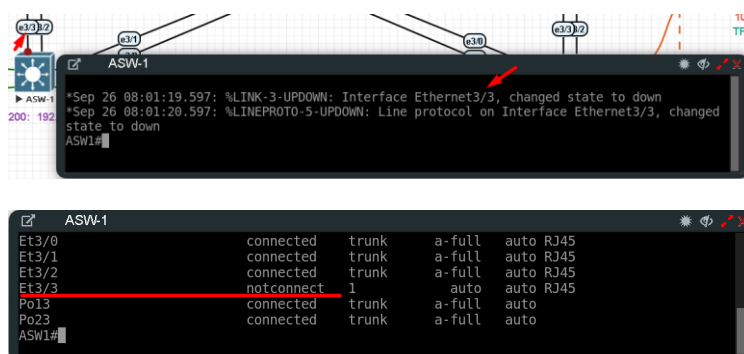 e3/3
3/2
e3/1
e3/0
e3/3
3/2
ASW-1
ASW-1
200: 192.
*Sep 26 08:01:19.597: %LINK-3-UPDOWN: Interface Ethernet3/3, changed state to down
*Sep 26 08:01:20.597: %LINEPROTO-5-UPDOWN: Line protocol on Interface Ethernet3/3, changed
state to down
ASW1#
ASW-1
Et3/0 connected trunk a-full auto RJ45
Et3/1 connected trunk a-full auto RJ45
Et3/2 connected trunk a-full auto RJ45
Et3/3 notconnect 1 auto auto RJ45
Po13 connected trunk a-full auto
Po23 connected trunk a-full auto
ASW1#